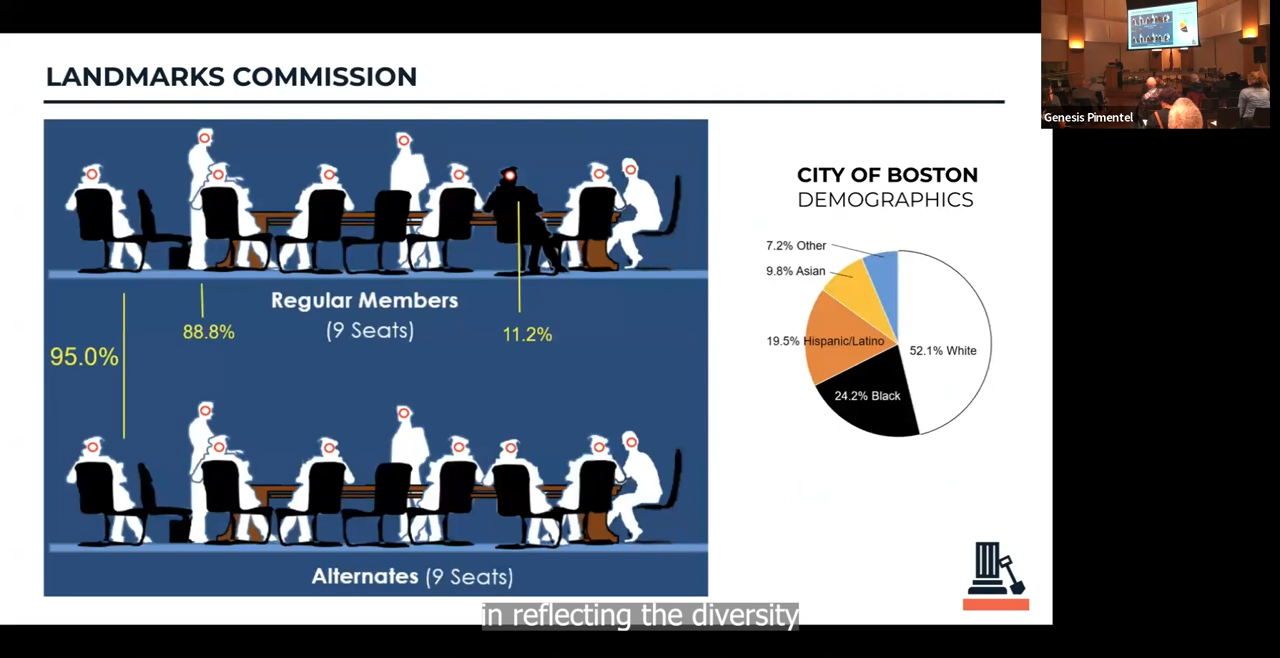 LANDMARKS COMMISSION
Genesis Pimentel
Regular Members
(9 Seats)
88.8%
11.2%
95.0%
Alternates (9 Seats)
CITY OF BOSTON
DEMOGRAPHICS
7.2% Other
9.8% Asian
19.5% Hispanic/Latino
52.1% White
24.2% Black
in reflecting the diversity